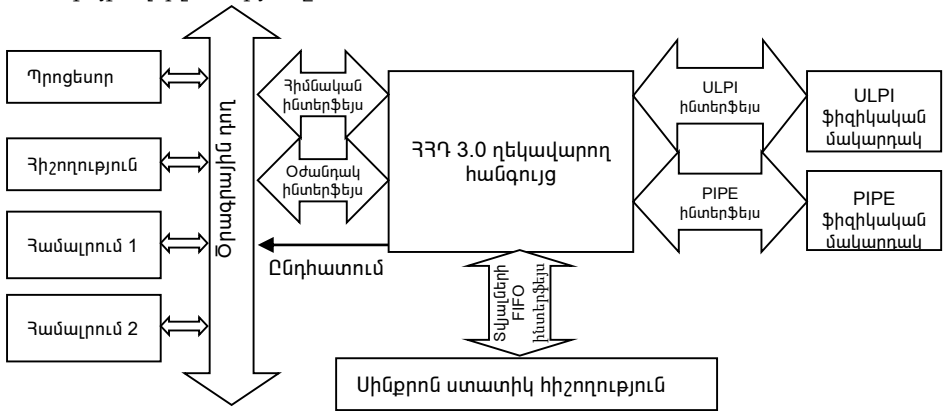 Պրոցեսոր
Հիշողություն
Համալրում 1
Համալրում 2
Ծրագրային դող
Հիմնական
ինտերֆեյս
Օժանդակ
ինտերֆեյս
Ընդհատում
ՀՀԴ 3.0 ղեկավարող
հանգույց
ULPI
ինտերֆեյս
PIPE
ինտերֆեյս
ULPI
ֆիզիկական
մակարդակ
PIPE
ֆիզիկական
մակարդակ
Տվյալների
FIFO
ինտերֆեյս
Սինքրոն ստատիկ հիշողություն